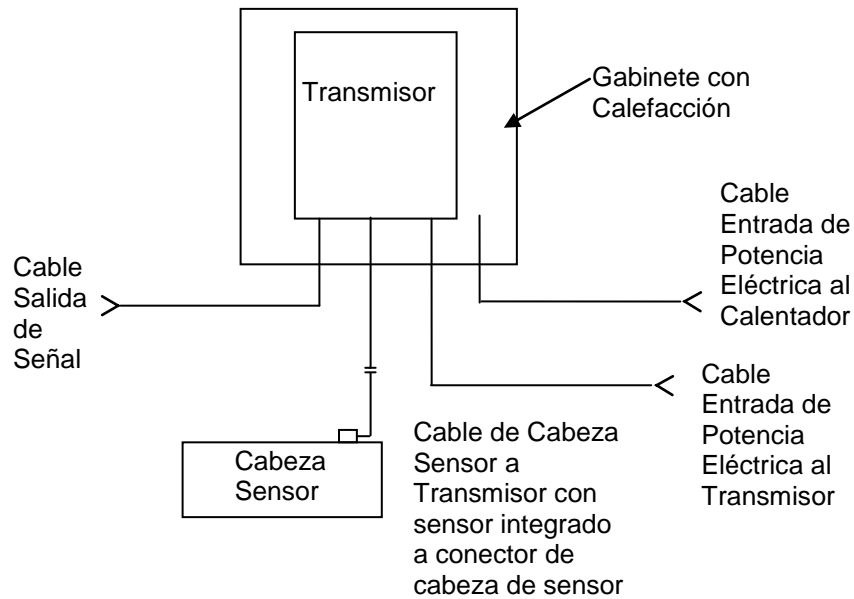 Transmisor
Gabinete con
Calefacción
Cable
Entrada de
Potencia
Eléctrica al
Calentador
Cable
Salida
de
Señal
Cable
Entrada de
Potencia
Eléctrica al
Transmisor
Cabeza
Sensor
Cable de Cabeza
Sensor a
Transmisor con
sensor integrado
a conector de
cabeza de sensor